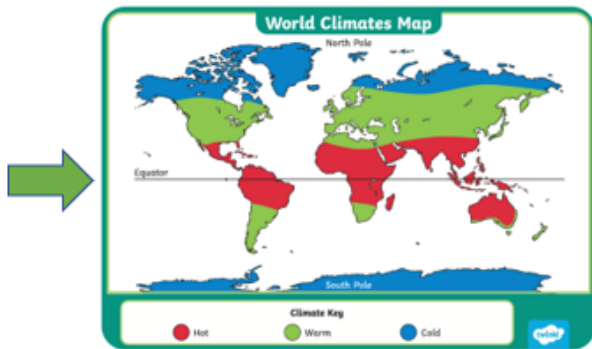 World Climates Map
North Pole
Equator
South Pole
Climate Key
Hot Warm Cold
twinkl